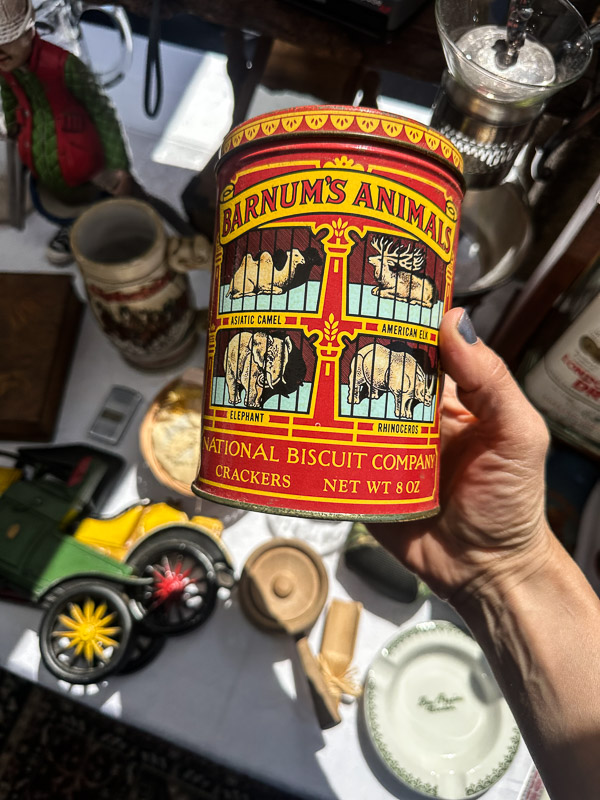 BARNUM'S ANIMALS
ASIATIC CAMEL
AMERICAN ELK
ELEPHANT
RHINOCEROS
NATIONAL BISCUIT COMPANY
CRACKERS NET WT 8 OZ